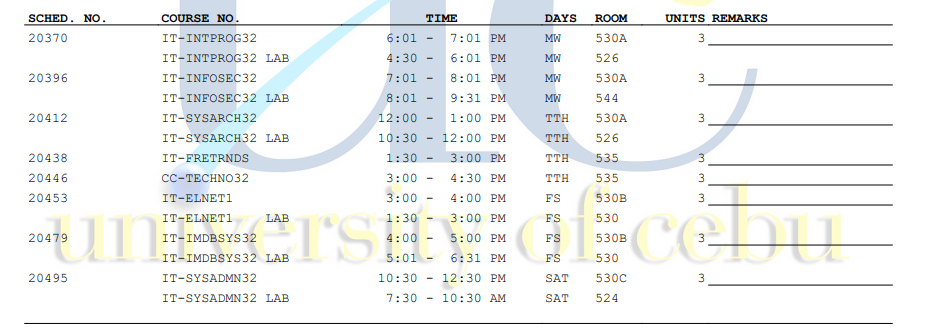 SCHED. NO. COURSE NO. TIME DAYS ROOM UNITS REMARKS
20370 IT-INTPROG32 6:01 - 7:01 PM MW 530A 3
IT-INTPROG32 LAB 4:30 - 6:01 PM MW 526
20396 IT-INFOSEC32 7:01 - 8:01 PM MW 530A 3
IT-INFOSEC32 LAB 8:01 - 9:31 PM MW 544
20412 IT-SYSARCH32 12:00 - 1:00 PM TTH 530A 3
IT-SYSARCH32 LAB 10:30 - 12:00 PM TTH 526
20438 IT-FRETRNDS 1:30 - 3:00 PM TTH 535 3
20446 CC-TECHNO32 3:00 - 4:30 PM TTH 535 3
20453 IT-ELNET1 3:00 - 4:00 PM FS 530B 3
IT-ELNET1 LAB 1:30 - 3:00 PM FS 530
university of cebu
20479 IT-IMDBSYS32 4:00 - 5:00 PM FS 530B 3
IT-IMDBSYS32 LAB 5:01 - 6:31 PM FS 530
20495 IT-SYSADMN32 10:30 - 12:30 PM SAT 530C 3
IT-SYSADMN32 LAB 7:30 - 10:30 AM SAT 524